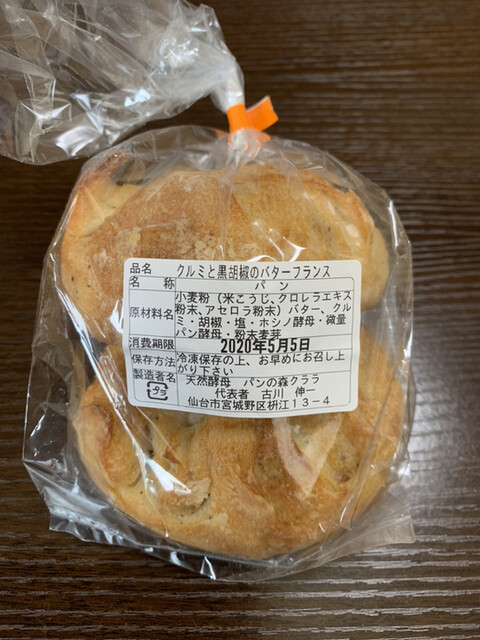 品名 クルミと黒胡椒のバターフランス
名称 パン
原材料名 小麦粉（米こうじ、クロレラエキス
粉末、アセロラ粉末）バター、クル
ミ・胡椒・塩・ホシノ酵母・微量
パン酵母・粉末麦芽
消費期限 2020年5月5日
保存方法 冷凍保存の上、お早めにお召し上
がり下さい
製造者名 天然酵母 パンの森クララ
代表者 古川 伸一
仙台市宮城野区枡江１３－４
プラ